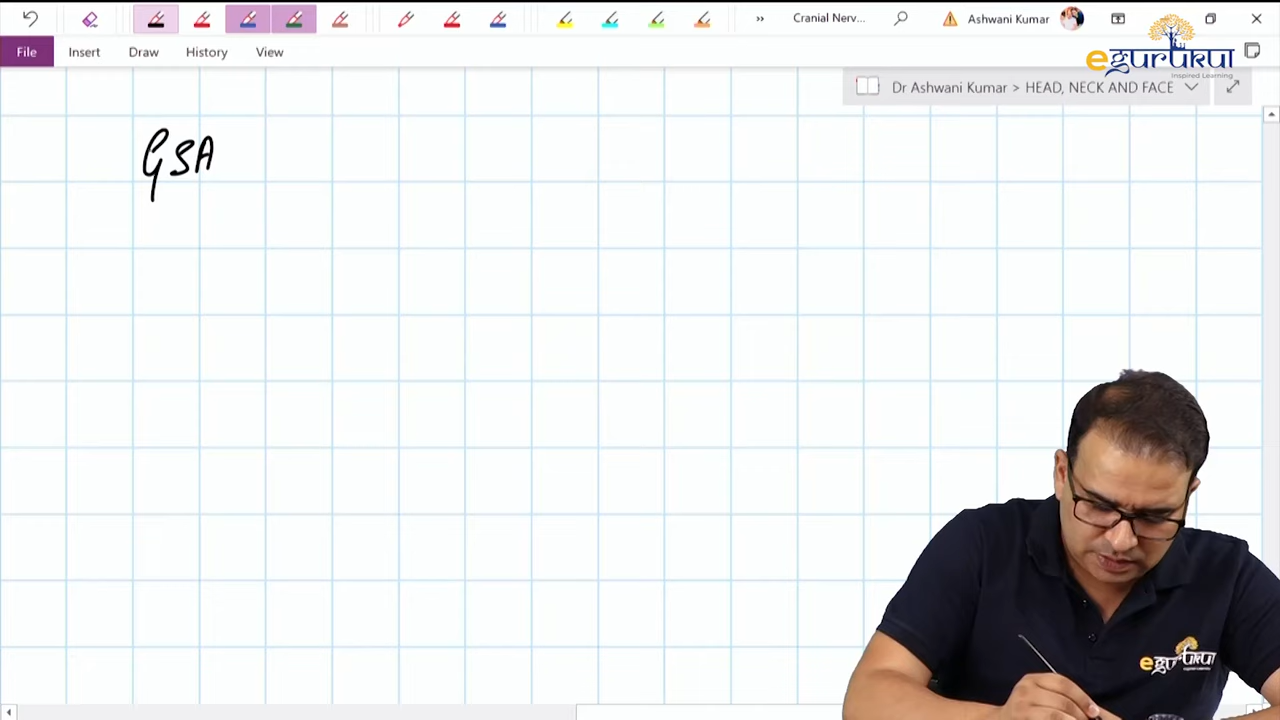 Cranial Nerv...
Ashwani Kumar
File
Insert
Draw
History
View
egurukul
Inspired Learning
Dr Ashwani Kumar > HEAD, NECK AND FACE
GSA
egurukul